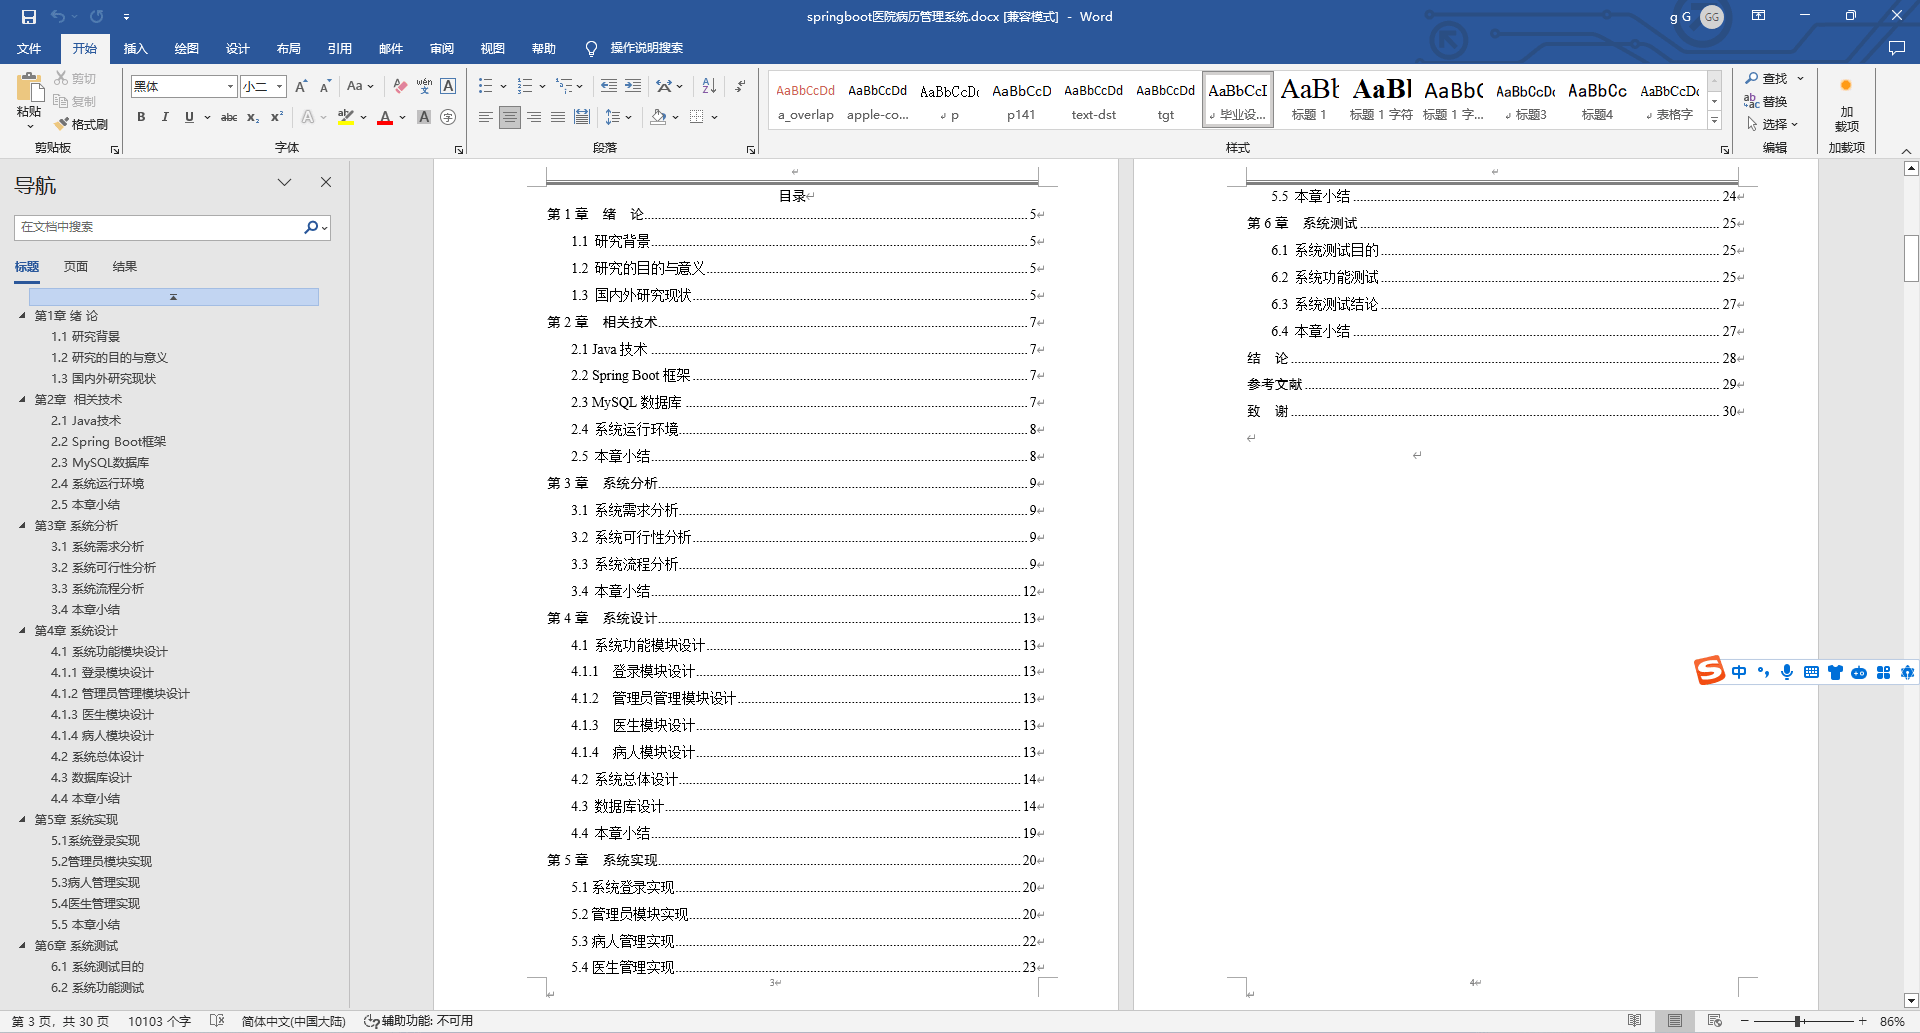 springboot医院病历管理系统.docx [兼容模式] - Word
g G
GG
文件 开始 插入 绘图 设计 布局 引用 邮件 审阅 视图 帮助 操作说明搜索
粘贴
剪切
复制
格式刷
剪贴板
黑体 小二
字体
段落
AaBbCcDd AaBbCcDd AaBbCcDc AaBbCcD AaBbCcDd AaBbCcDd AaBbCcI AaBb AaBl AaBbC AaBbCcDc AaBbCc AaBbCcDc
a_overlap apple-co... p p141 text-dst tgt 毕业设... 标题 1 标题 1 字符 标题 1 字... 标题3 标题4 表格字
样式
查找
替换
选择
编辑
加
载项
加载项
导航
在文档中搜索
标题 页面 结果
第1章 绪 论
1.1 研究背景
1.2 研究的目的与意义
1.3 国内外研究现状
第2章 相关技术
2.1 Java技术
2.2 Spring Boot框架
2.3 MySQL数据库
2.4 系统运行环境
2.5 本章小结
第3章 系统分析
3.1 系统需求分析
3.2 系统可行性分析
3.3 系统流程分析
3.4 本章小结
第4章 系统设计
4.1 系统功能模块设计
4.1.1 登录模块设计
4.1.2 管理员管理模块设计
4.1.3 医生模块设计
4.1.4 病人模块设计
4.2 系统总体设计
4.3 数据库设计
4.4 本章小结
第5章 系统实现
5.1系统登录实现
5.2管理员模块实现
5.3病人管理实现
5.4医生管理实现
5.5 本章小结
第6章 系统测试
6.1 系统测试目的
6.2 系统功能测试
目录
第 1 章 绪 论 5
1.1 研究背景 5
1.2 研究的目的与意义 5
1.3 国内外研究现状 5
第 2 章 相关技术 7
2.1 Java 技术 7
2.2 Spring Boot 框架 7
2.3 MySQL 数据库 7
2.4 系统运行环境 8
2.5 本章小结 8
第 3 章 系统分析 9
3.1 系统需求分析 9
3.2 系统可行性分析 9
3.3 系统流程分析 9
3.4 本章小结 12
第 4 章 系统设计 13
4.1 系统功能模块设计 13
4.1.1 登录模块设计 13
4.1.2 管理员管理模块设计 13
4.1.3 医生模块设计 13
4.1.4 病人模块设计 13
4.2 系统总体设计 14
4.3 数据库设计 14
4.4 本章小结 19
第 5 章 系统实现 20
5.1 系统登录实现 20
5.2 管理员模块实现 20
5.3 病人管理实现 22
5.4 医生管理实现 23
3
5.5 本章小结 24
第 6 章 系统测试 25
6.1 系统测试目的 25
6.2 系统功能测试 25
6.3 系统测试结论 27
6.4 本章小结 27
结 论 28
参考文献 29
致 谢 30
4
中
第 3 页，共 30 页 10103 个字 简体中文(中国大陆) 辅助功能: 不可用 86%